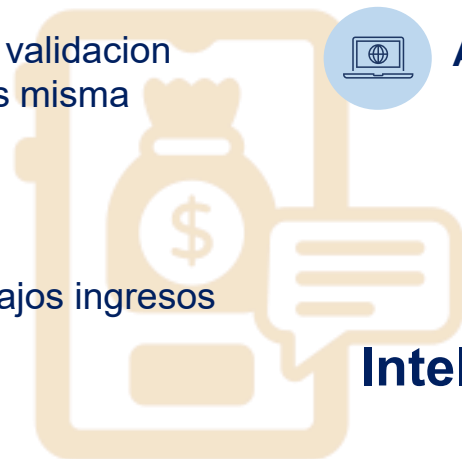 validacion
s misma
A
$
ajos ingresos
Intel